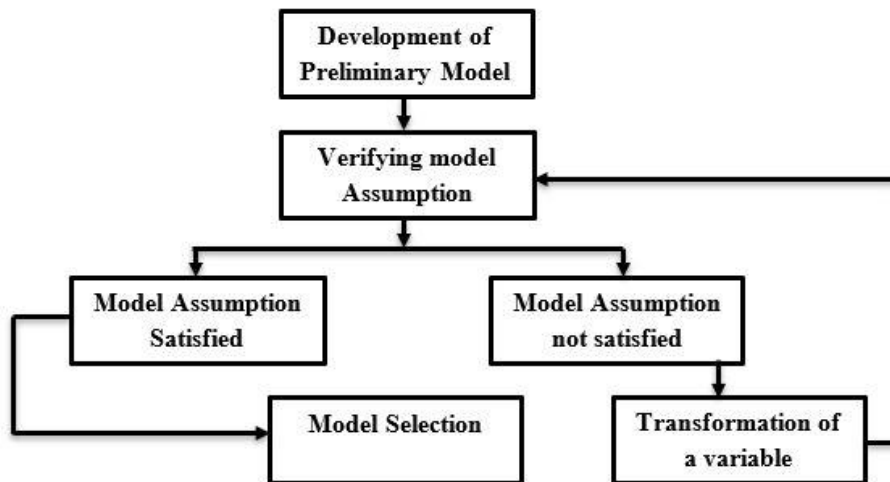 Development of
Preliminary Model
Verifying model
Assumption
Model Assumption
Satisfied
Model Assumption
not satisfied
Model Selection
Transformation of
a variable